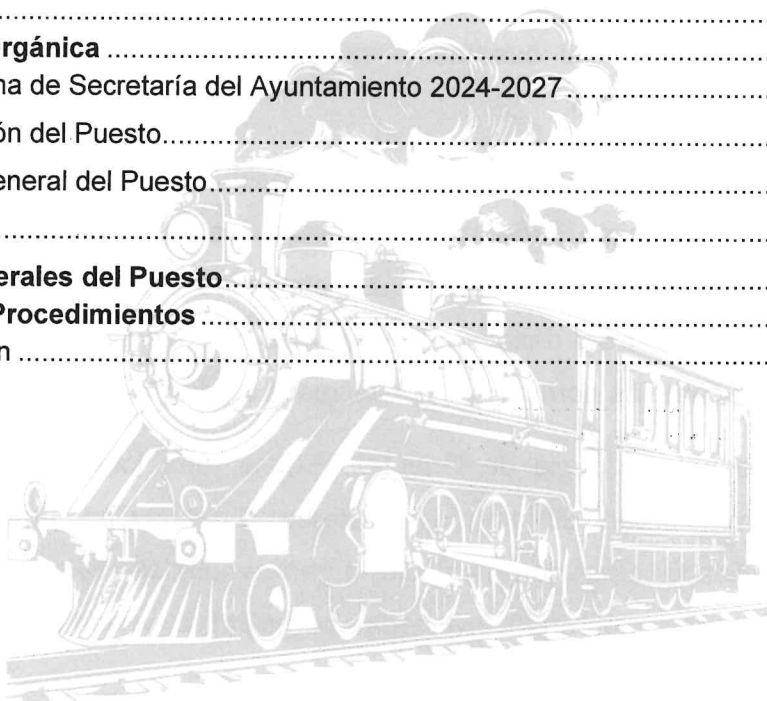 ................................................................
rgánica ................................................................
na de Secretaría del Ayuntamiento 2024-2027 ........................
ón del Puesto................................................................
eneral del Puesto................................................................
................................................................
erales del Puesto................................................................
Procedimientos ................................................................
n ................................................................